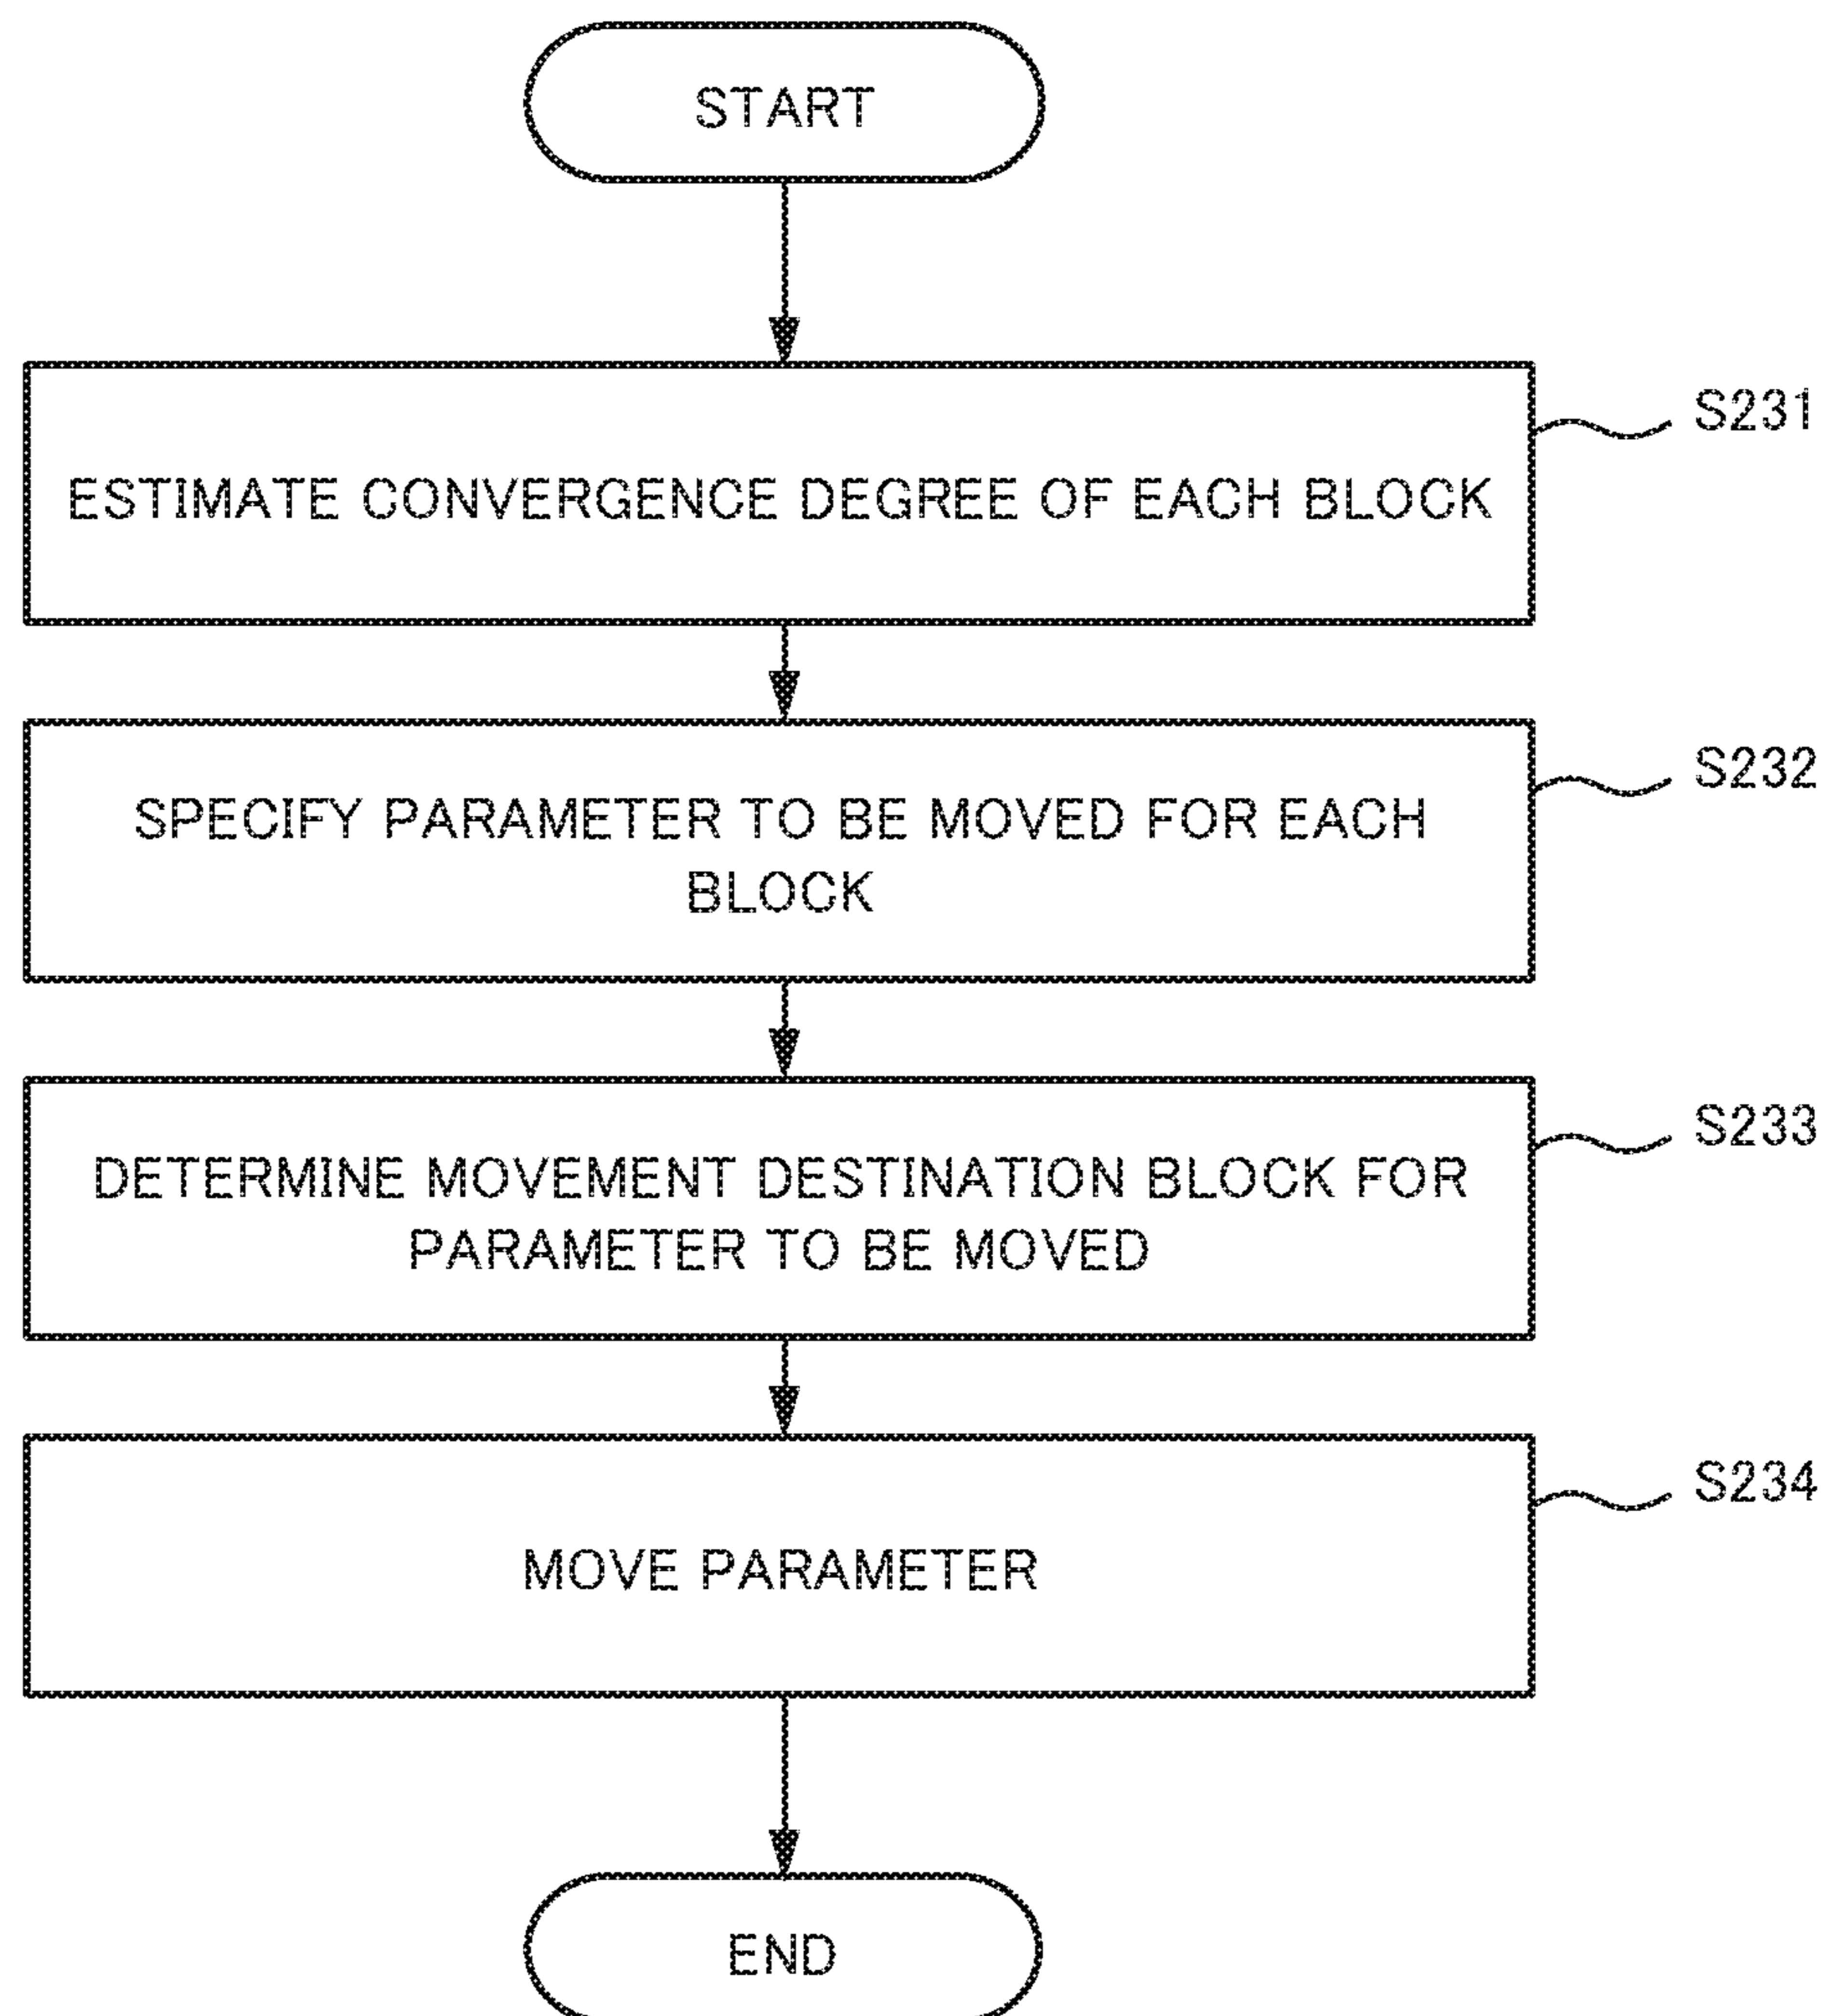 START
ESTIMATE CONVERGENCE DEGREE OF EACH BLOCK
S231
SPECIFY PARAMETER TO BE MOVED FOR EACH
BLOCK
S232
DETERMINE MOVEMENT DESTINATION BLOCK FOR
PARAMETER TO BE MOVED
S233
MOVE PARAMETER
S234
END